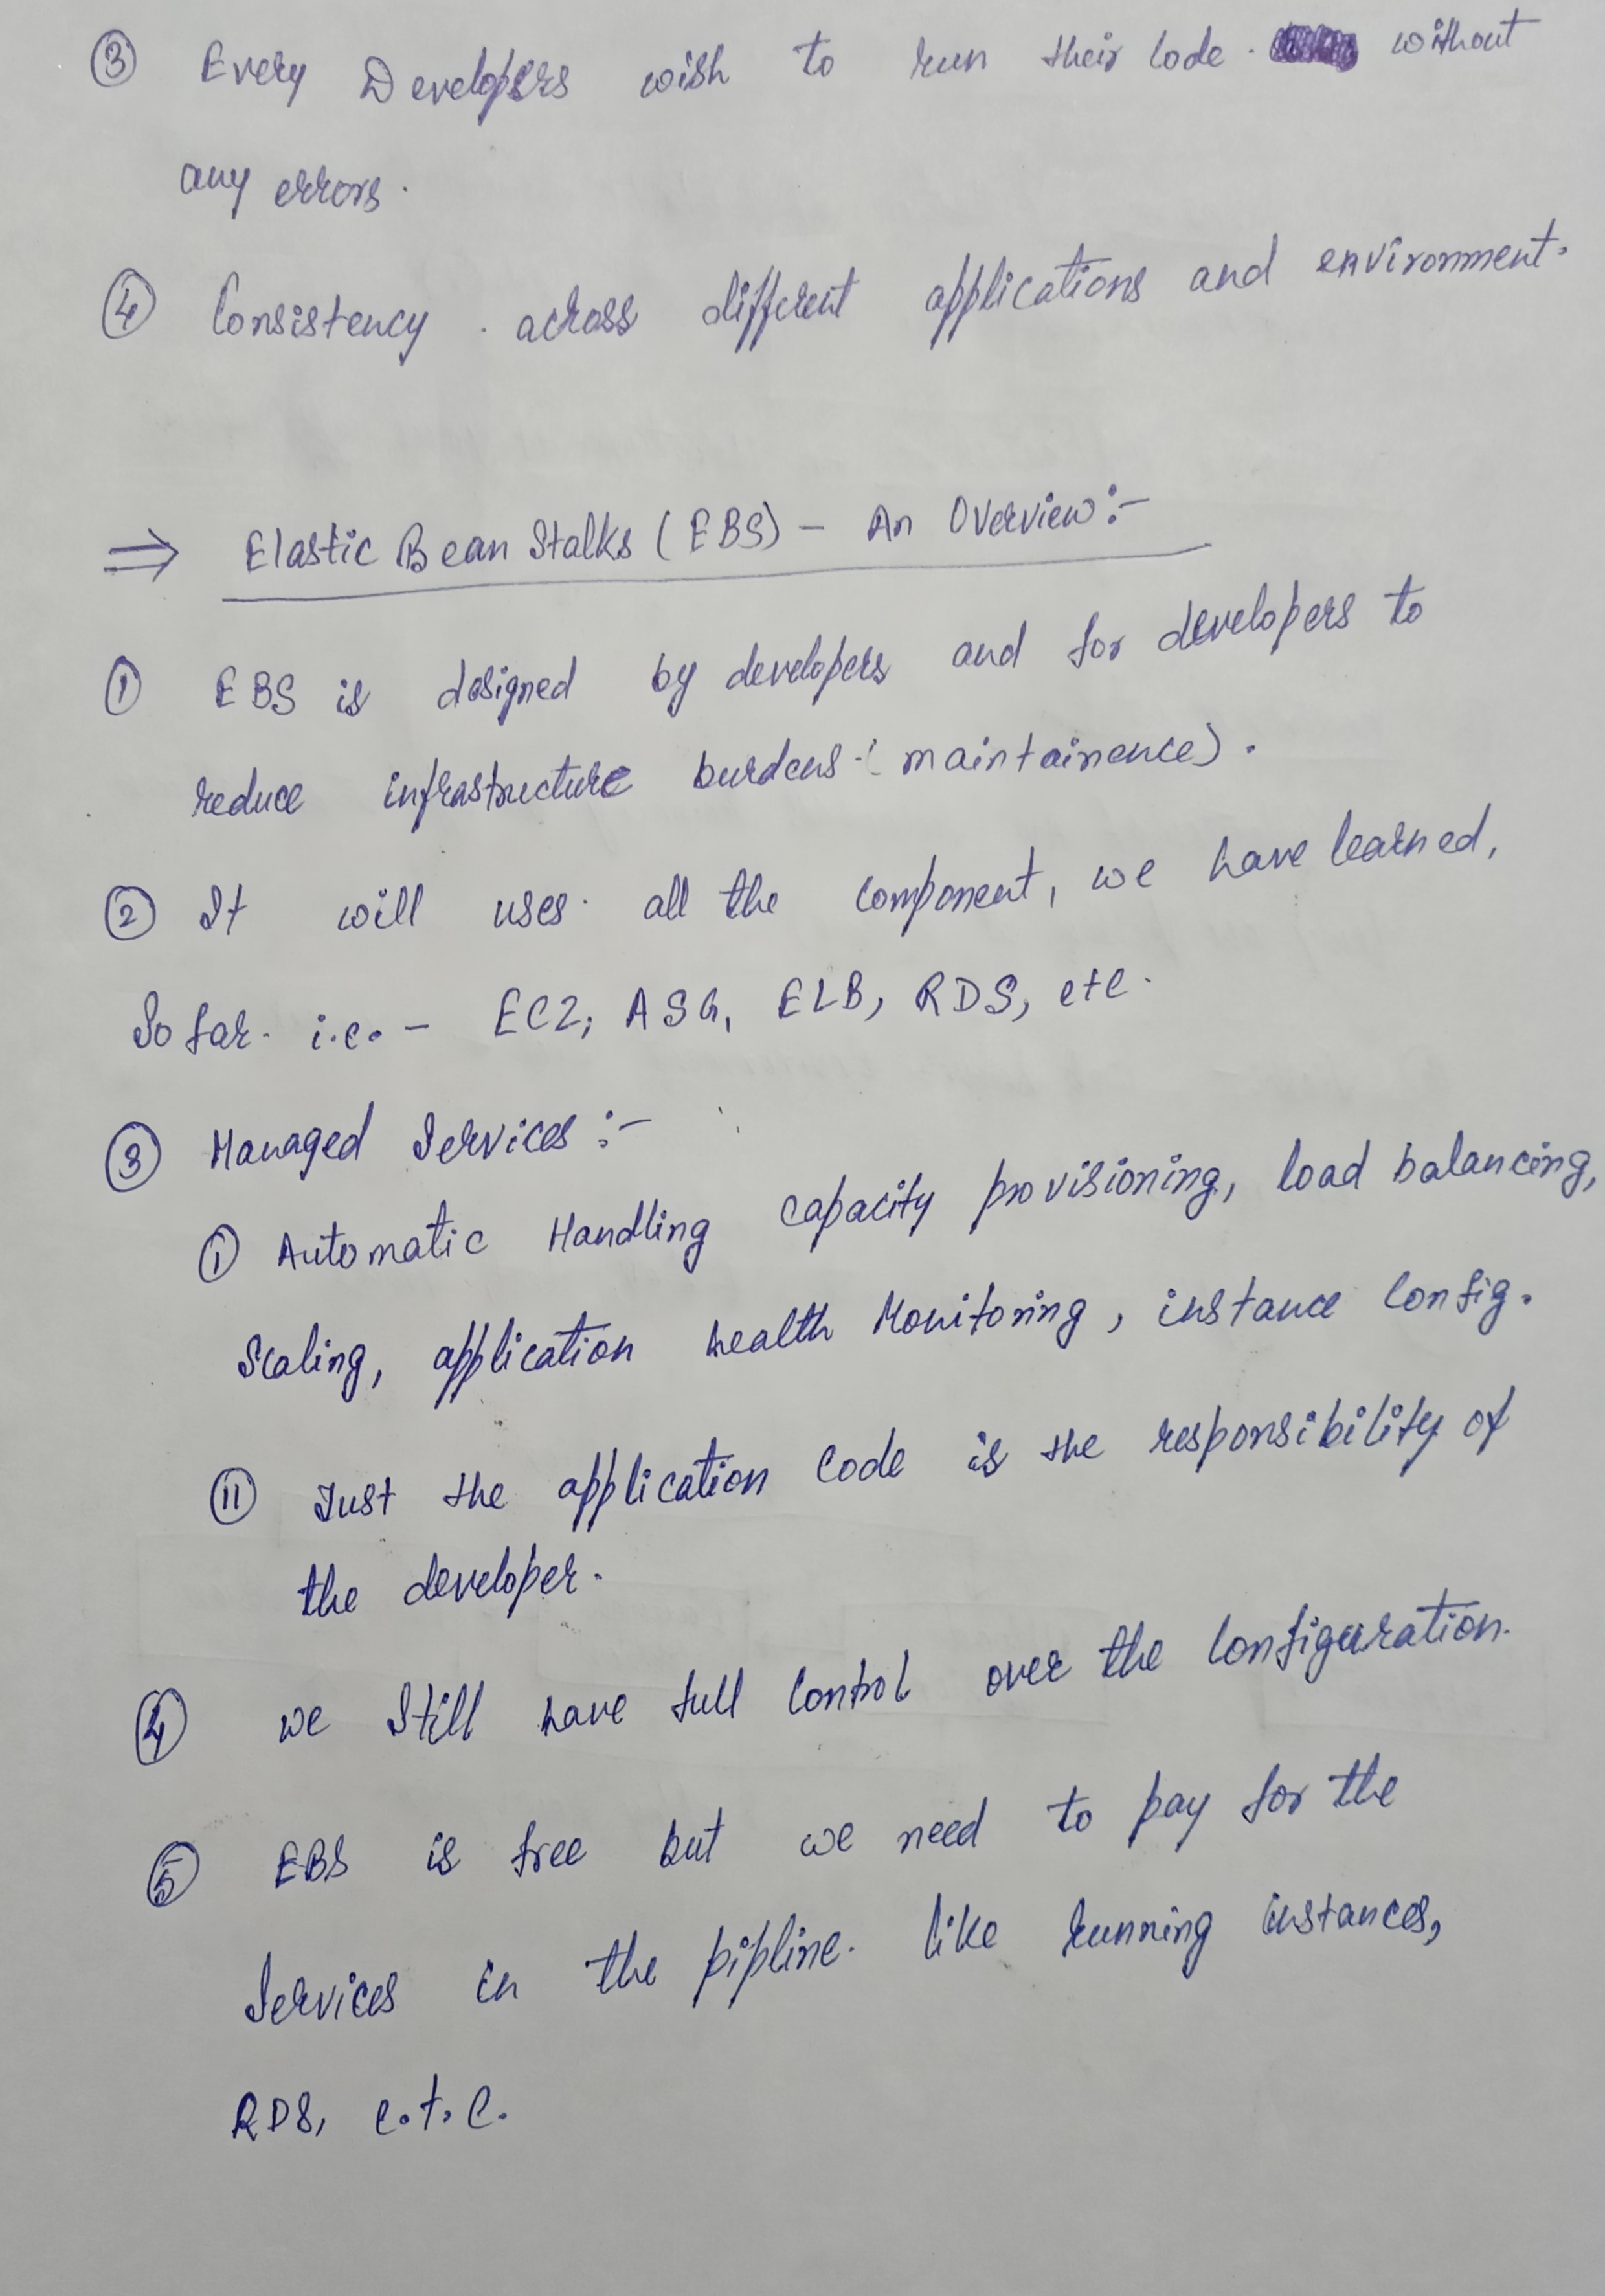 ③ Every Developers wish to run their code. without
any errors.
④ Consistency. across different applications and environment.
⇒ Elastic Bean Stalks (EBS) - An Overview:-
① EBS is designed by developers and for developers to
reduce infrastructure burdens. (maintainence).
② It will uses. all the component, we have learned,
So far. i.e. - EC2, ASG, ELB, RDS, etc.
③ Managed Services :-
① Automatic Handling capacity provisioning, load balancing,
Scaling, application health Monitoring, instance Config.
⑪ Just the application Code is the responsibility of
the developer.
④ we still have full Control over the Configuration.
⑤ EBS is free but we need to pay for the
Services in the pipline. like running instances,
RDS, e.t.c.